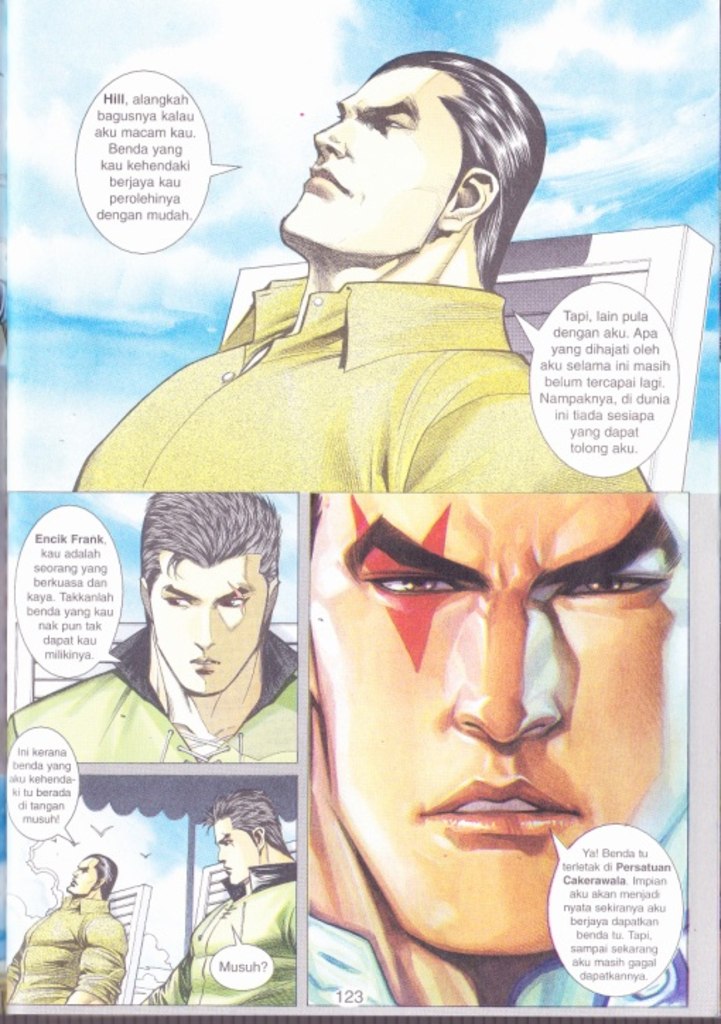 Hill, alangkah
bagusnya kalau
aku macam kau.
Benda yang
kau kehendaki
berjaya kau
perolehinya
dengan mudah.
Tapi, lain pula
dengan aku. Apa
yang dihajati oleh
aku selama ini masih
belum tercapai lagi.
Nampaknya, di dunia
ini tiada sesiapa
yang dapat
tolong aku.
Encik Frank,
kau adalah
seorang yang
berkuasa dan
kaya. Takkanlah
benda yang kau
nak pun tak
dapat kau
milikinya.
Ini kerana
benda yang
aku kehenda-
ki tu berada
di tangan
musuh!
Musuh?
Ya! Benda tu
terletak di Persatuan
Cakerawala. Impian
aku akan menjadi
nyata sekiranya aku
berjaya dapatkan
benda tu. Tapi,
sampai sekarang
aku masih gagal
dapatkannya.
123